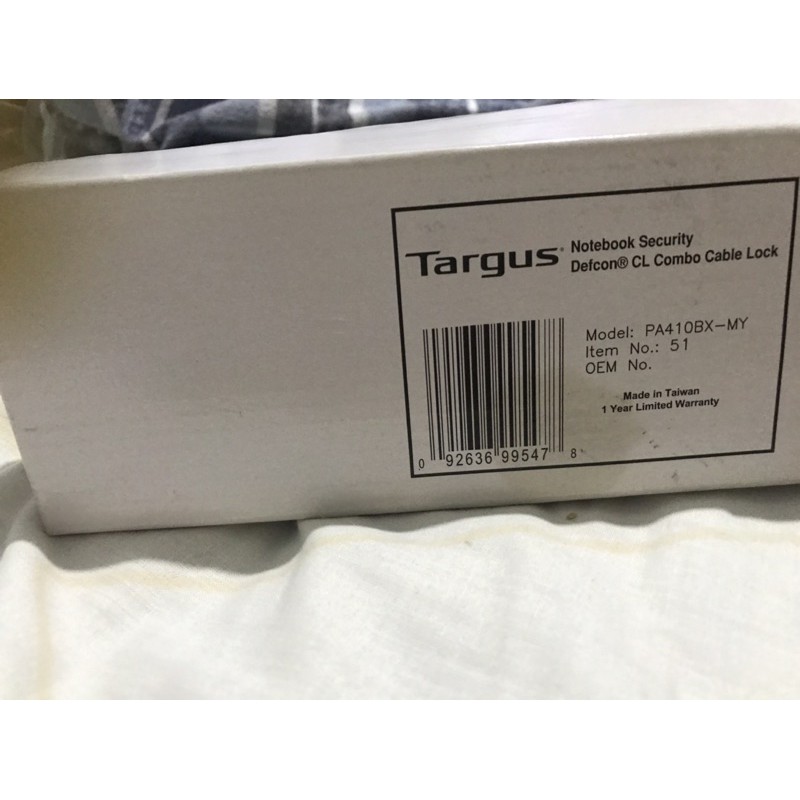 Targus®
Notebook Security
Defcon® CL Combo Cable Lock
Model: PA410BX-MY
Item No.: 51
OEM No.
Made in Taiwan
1 Year Limited Warranty
0 92636 99547 8